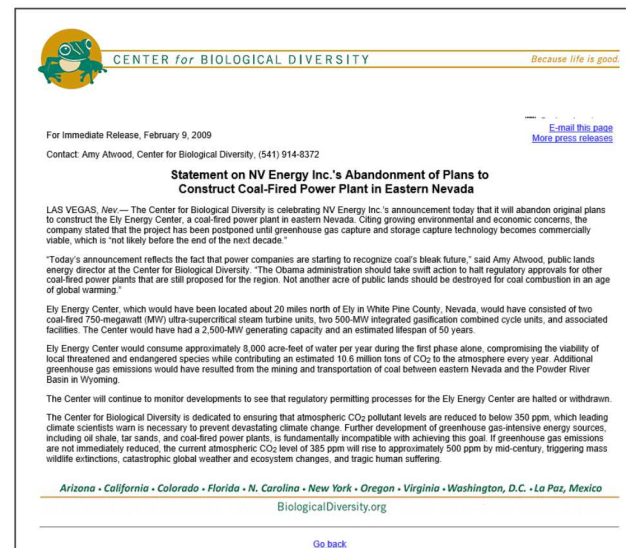 CENTER for BIOLOGICAL DIVERSITY
Because life is good.
E-mail this page
More press releases
For Immediate Release, February 9, 2009
Contact: Amy Atwood, Center for Biological Diversity, (541) 914-8372
Statement on NV Energy Inc.'s Abandonment of Plans to
Construct Coal-Fired Power Plant in Eastern Nevada
LAS VEGAS, Nev.— The Center for Biological Diversity is celebrating NV Energy Inc.'s announcement today that it will abandon original plans
to construct the Ely Energy Center, a coal-fired power plant in eastern Nevada. Citing growing environmental and economic concerns, the
company stated that the project has been postponed until greenhouse gas capture and storage capture technology becomes commercially
viable, which is “not likely before the end of the next decade.”
“Today's announcement reflects the fact that power companies are starting to recognize coal's bleak future,” said Amy Atwood, public lands
energy director at the Center for Biological Diversity. “The Obama administration should take swift action to halt regulatory approvals for other
coal-fired power plants that are still proposed for the region. Not another acre of public lands should be destroyed for coal combustion in an age
of global warming.”
Ely Energy Center, which would have been located about 20 miles north of Ely in White Pine County, Nevada, would have consisted of two
coal-fired 750-megawatt (MW) ultra-supercritical steam turbine units, two 500-MW integrated gasification combined cycle units, and associated
facilities. The Center would have had a 2,500-MW generating capacity and an estimated lifespan of 50 years.
Ely Energy Center would consume approximately 8,000 acre-feet of water per year during the first phase alone, compromising the viability of
local threatened and endangered species while contributing an estimated 10.6 million tons of CO2 to the atmosphere every year. Additional
greenhouse gas emissions would have resulted from the mining and transportation of coal between eastern Nevada and the Powder River
Basin in Wyoming.
The Center will continue to monitor developments to see that regulatory permitting processes for the Ely Energy Center are halted or withdrawn.
The Center for Biological Diversity is dedicated to ensuring that atmospheric CO2 pollutant levels are reduced to below 350 ppm, which leading
climate scientists warn is necessary to prevent devastating climate change. Further development of greenhouse gas-intensive energy sources,
including oil shale, tar sands, and coal-fired power plants, is fundamentally incompatible with achieving this goal. If greenhouse gas emissions
are not immediately reduced, the current atmospheric CO2 level of 385 ppm will rise to approximately 500 ppm by mid-century, triggering mass
wildlife extinctions, catastrophic global weather and ecosystem changes, and tragic human suffering.
Arizona • California • Colorado • Florida • N. Carolina • New York • Oregon • Virginia • Washington, D.C. • La Paz, Mexico
BiologicalDiversity.org
Go back